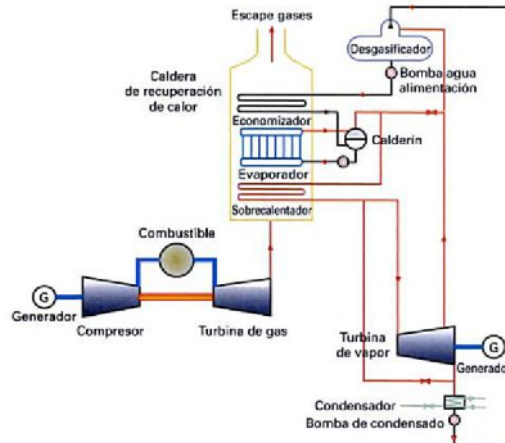 Escape gases
Desgasificador
Caldera
de recuperación
de calor
Bomba agua
alimentación
Economizador
Calderín
Evaporador
Sobrecalentador
Combustible
G
Generador
Compresor
Turbina de gas
Turbina
de vapor
G
Generado
Condensador
Bomba de condensado